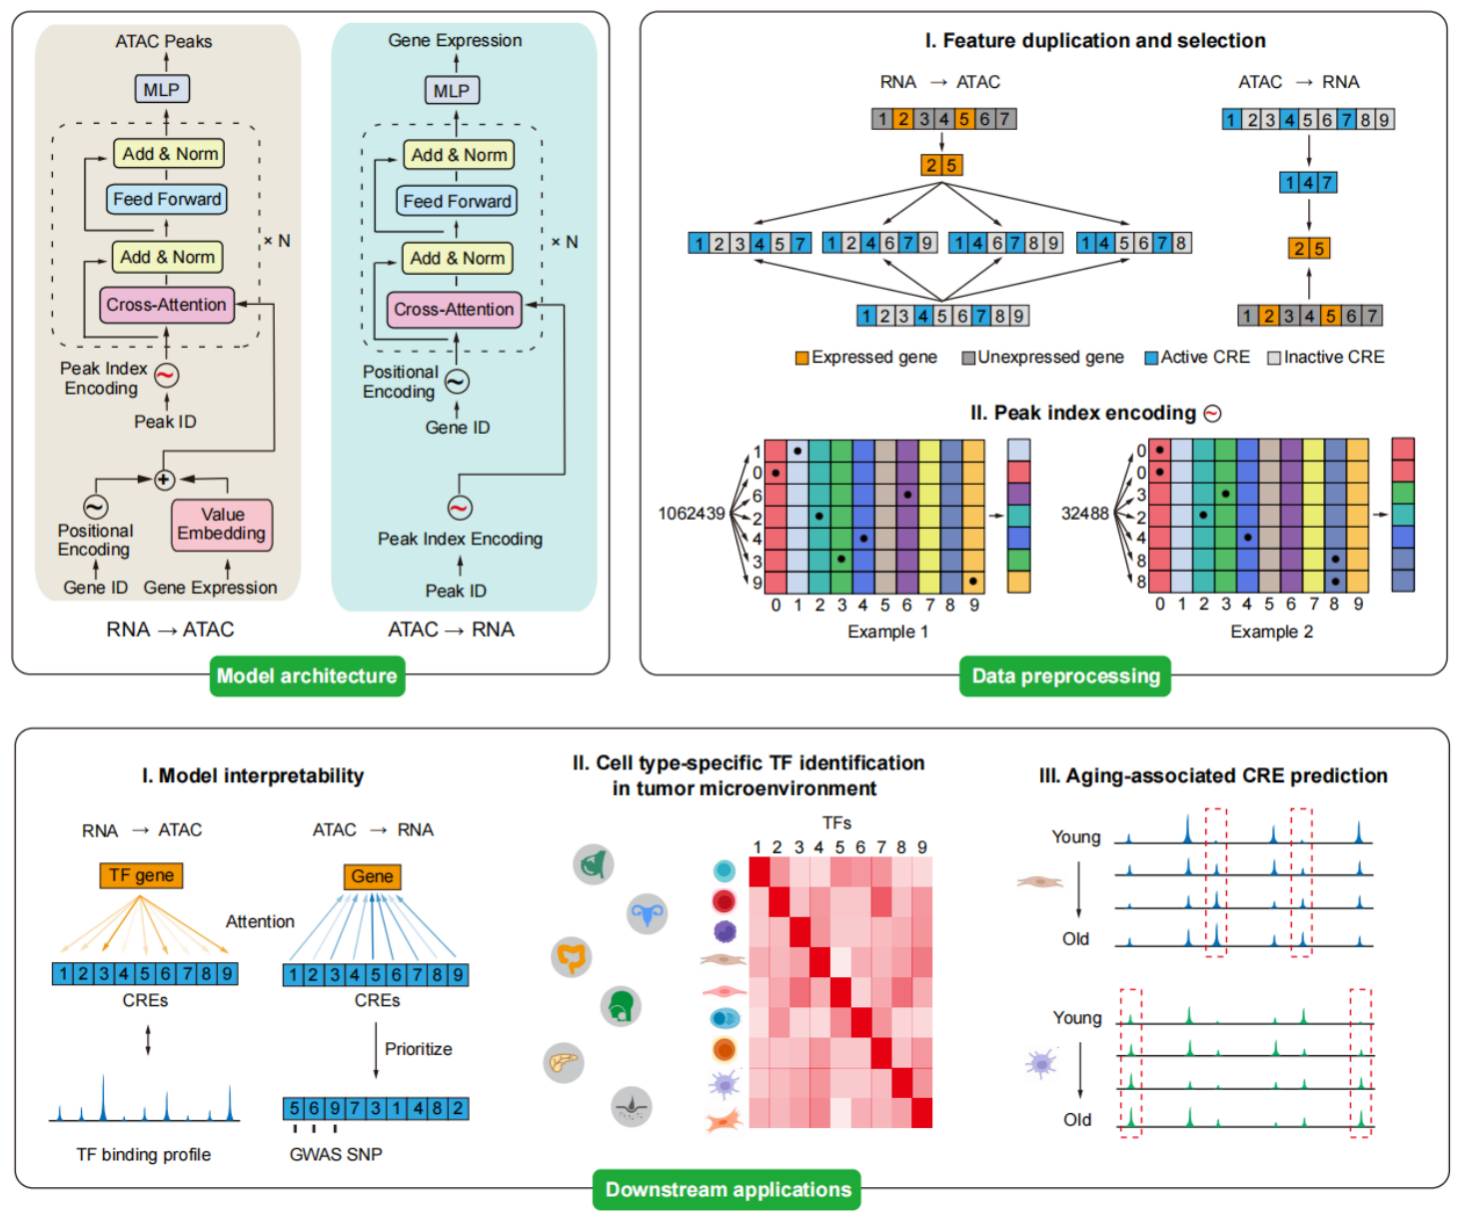 ATAC Peaks
MLP
Add & Norm
Feed Forward
Add & Norm
Cross-Attention
× N
Peak Index
Encoding
Peak ID
Positional
Encoding
Value
Embedding
Gene ID
Gene Expression
RNA → ATAC
Gene Expression
MLP
Add & Norm
Feed Forward
Add & Norm
Cross-Attention
× N
Positional
Encoding
Gene ID
Peak Index Encoding
Peak ID
ATAC → RNA
Model architecture
I. Feature duplication and selection
RNA → ATAC
1 2 3 4 5 6 7
2 5
1 2 3 4 5 7
1 2 4 6 7 9
1 4 6 7 8 9
1 4 5 6 7 8
1 2 3 4 5 6 7 8 9
ATAC → RNA
1 2 3 4 5 6 7 8 9
1 4 7
2 5
1 2 3 4 5 6 7
Expressed gene
Unexpressed gene
Active CRE
Inactive CRE
II. Peak index encoding
1062439
1
0
6
2
4
3
9
0 1 2 3 4 5 6 7 8 9
Example 1
32488
0
0
3
2
4
8
8
0 1 2 3 4 5 6 7 8 9
Example 2
Data preprocessing
I. Model interpretability
RNA → ATAC
TF gene
1 2 3 4 5 6 7 8 9
CREs
TF binding profile
Attention
ATAC → RNA
Gene
1 2 3 4 5 6 7 8 9
CREs
Prioritize
5 6 9 7 3 1 4 8 2
GWAS SNP
II. Cell type-specific TF identification
in tumor microenvironment
TFs
1 2 3 4 5 6 7 8 9
III. Aging-associated CRE prediction
Young
Old
Young
Old
Downstream applications